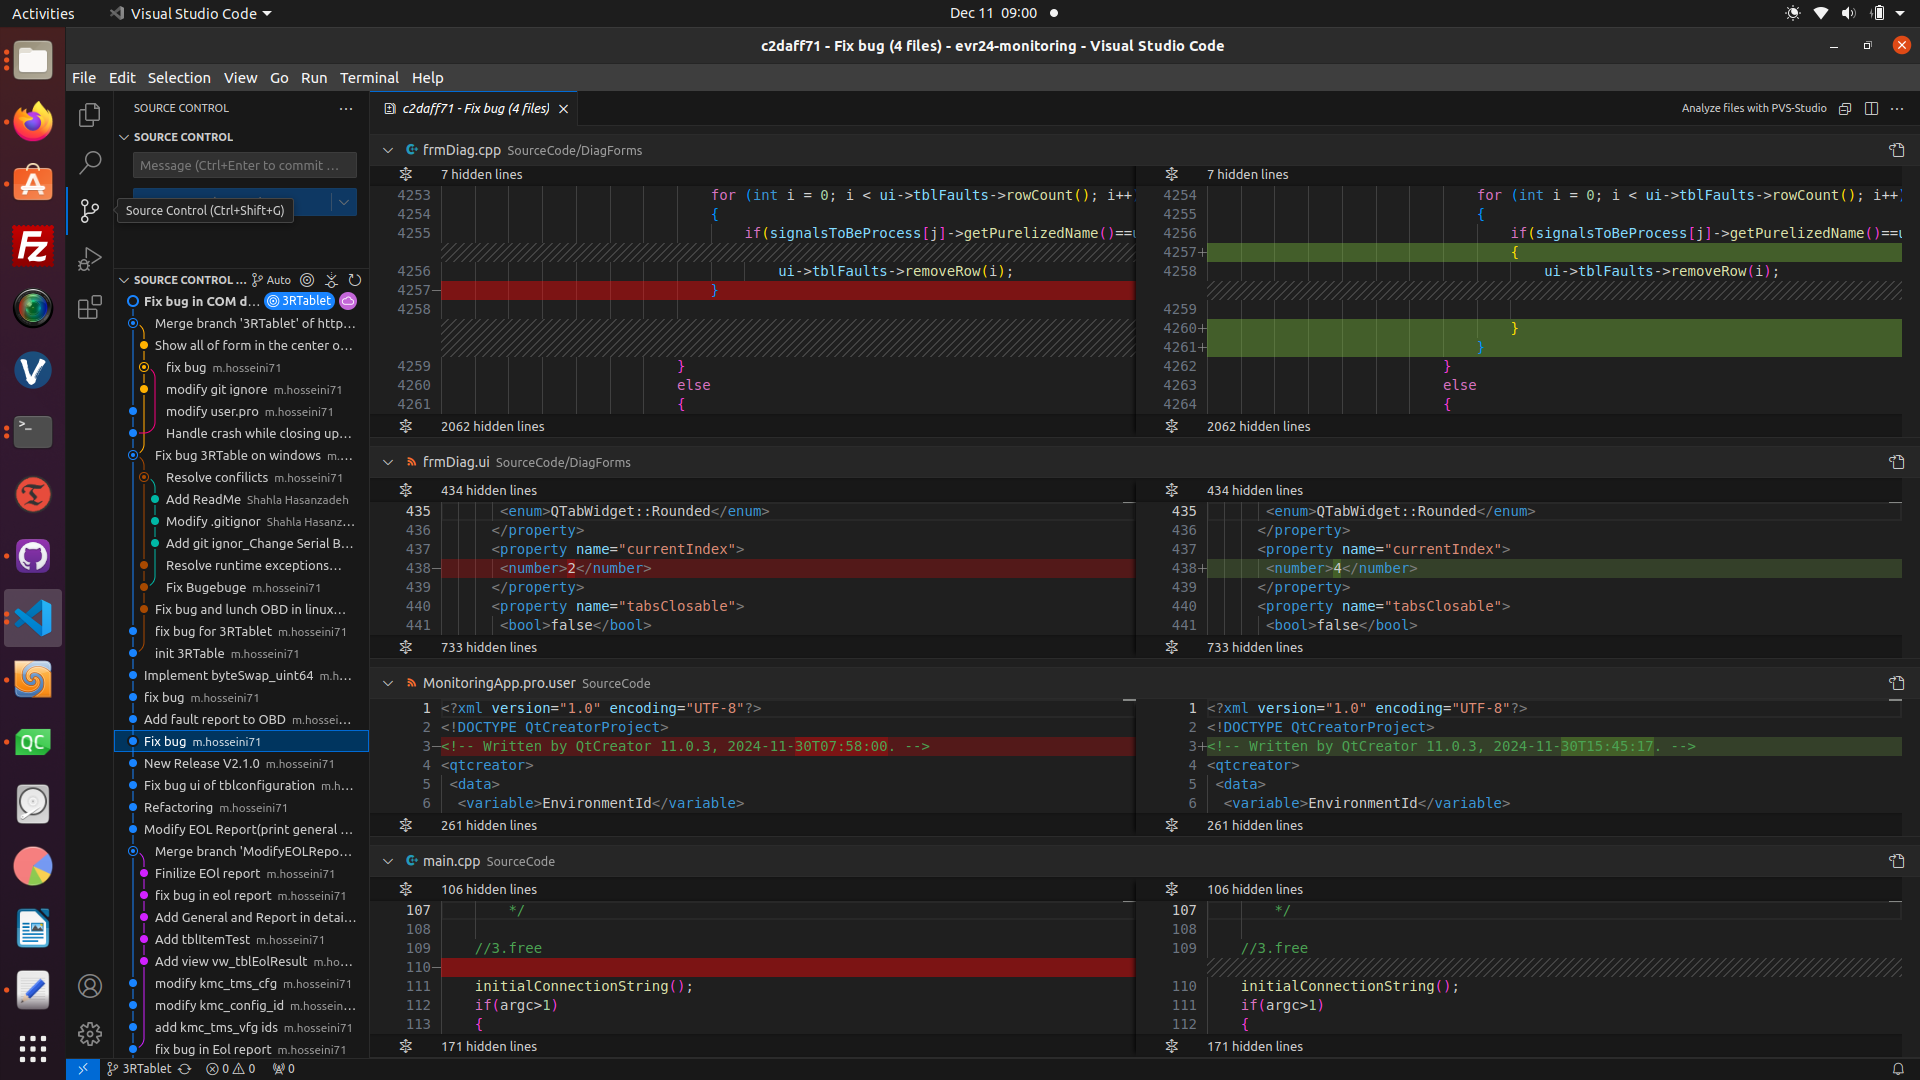 Activities
Visual Studio Code
Dec 11 09:00
c2daff71 - Fix bug (4 files) - evr24-monitoring - Visual Studio Code
File Edit Selection View Go Run Terminal Help
SOURCE CONTROL
SOURCE CONTROL
Message (Ctrl+Enter to commit ...
Source Control (Ctrl+Shift+G)
SOURCE CONTROL ... Auto
Fix bug in COM d... 3RTablet
Merge branch '3RTablet' of http...
Show all of form in the center o...
fix bug m.hosseini71
modify git ignore m.hosseini71
modify user.pro m.hosseini71
Handle crash while closing up...
Fix bug 3RTable on windows m....
Resolve confilicts m.hosseini71
Add ReadMe Shahla Hasanzadeh
Modify .gitignor Shahla Hasanz...
Add git ignor_Change Serial B...
Resolve runtime exceptions...
Fix Bugebuge m.hosseini71
Fix bug and lunch OBD in linux...
fix bug for 3RTablet m.hosseini71
init 3RTable m.hosseini71
Implement byteSwap_uint64 m.h...
fix bug m.hosseini71
Add fault report to OBD m.hossei...
Fix bug m.hosseini71
New Release V2.1.0 m.hosseini71
Fix bug ui of tblconfiguration m.h...
Refactoring m.hosseini71
Modify EOL Report(print general ...
Merge branch 'ModifyEOLRepo...
Finilize EOl report m.hosseini71
fix bug in eol report m.hosseini71
Add General and Report in detai...
Add tblItemTest m.hosseini71
Add view vw_tblEolResult m.ho...
modify kmc_tms_cfg m.hosseini71
modify kmc_config_id m.hossein...
add kmc_tms_vfg ids m.hosseini71
fix bug in Eol report m.hosseini71
c2daff71 - Fix bug (4 files)
Analyze files with PVS-Studio
frmDiag.cpp SourceCode/DiagForms
7 hidden lines
4253 for (int i = 0; i < ui->tblFaults->rowCount(); i++)
4254 {
4255 if(signalsToBeProcess[j]->getPurelizedName()==u
4256 ui->tblFaults->removeRow(i);
4257— }
4258
4259 }
4260 else
4261 {
2062 hidden lines
7 hidden lines
4254 for (int i = 0; i < ui->tblFaults->rowCount(); i++)
4255 {
4256 if(signalsToBeProcess[j]->getPurelizedName()==u
4257+ {
4258 ui->tblFaults->removeRow(i);
4259
4260+ }
4261+ }
4262 }
4263 else
4264 {
2062 hidden lines
frmDiag.ui SourceCode/DiagForms
434 hidden lines
435 <enum>QTabWidget::Rounded</enum>
436 </property>
437 <property name="currentIndex">
438— <number>2</number>
439 </property>
440 <property name="tabsClosable">
441 <bool>false</bool>
733 hidden lines
434 hidden lines
435 <enum>QTabWidget::Rounded</enum>
436 </property>
437 <property name="currentIndex">
438+ <number>4</number>
439 </property>
440 <property name="tabsClosable">
441 <bool>false</bool>
733 hidden lines
MonitoringApp.pro.user SourceCode
1 <?xml version="1.0" encoding="UTF-8"?>
2 <!DOCTYPE QtCreatorProject>
3— <!-- Written by QtCreator 11.0.3, 2024-11-30T07:58:00. -->
4 <qtcreator>
5 <data>
6 <variable>EnvironmentId</variable>
261 hidden lines
1 <?xml version="1.0" encoding="UTF-8"?>
2 <!DOCTYPE QtCreatorProject>
3+ <!-- Written by QtCreator 11.0.3, 2024-11-30T15:45:17. -->
4 <qtcreator>
5 <data>
6 <variable>EnvironmentId</variable>
261 hidden lines
main.cpp SourceCode
106 hidden lines
107 */
108
109 //3.free
110—
111 initialConnectionString();
112 if(argc>1)
113 {
171 hidden lines
106 hidden lines
107 */
108
109 //3.free
110 initialConnectionString();
111 if(argc>1)
112 {
171 hidden lines
3RTablet 0 0 0